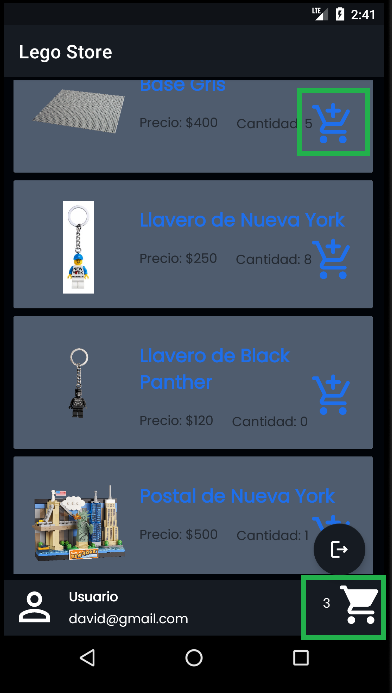 LTE 2:41
Lego Store
Base Gris
Precio: $400 Cantidad: 5
Llavero de Nueva York
Precio: $250 Cantidad: 8
Llavero de Black
Panther
Precio: $120 Cantidad: 0
Postal de Nueva York
Precio: $500 Cantidad: 1
Usuario
3
david@gmail.com